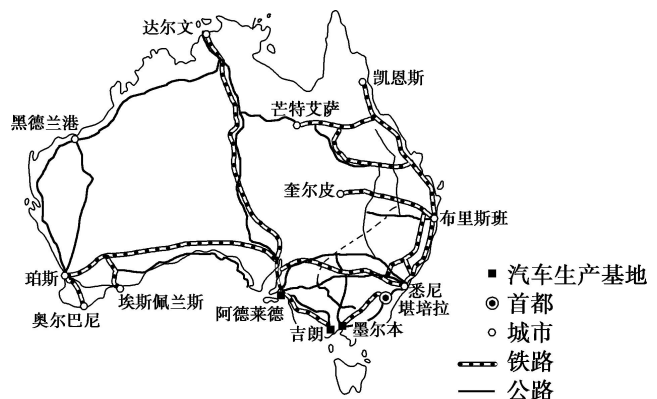 达尔文
凯恩斯
芒特艾萨
黑德兰港
奎尔皮
布里斯班
珀斯
埃斯佩兰斯
奥尔巴尼
阿德莱德
悉尼
堪培拉
吉朗
墨尔本
汽车生产基地
首都
城市
铁路
公路